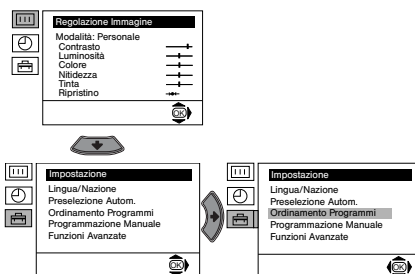 Regolazione Immagine
Modalità: Personale
Contrasto
Luminosità
Colore
Nitidezza
Tinta
Ripristino
OK
Impostazione
Lingua/Nazione
Preselezione Autom.
Ordinamento Programmi
Programmazione Manuale
Funzioni Avanzate
OK
Impostazione
Lingua/Nazione
Preselezione Autom.
Ordinamento Programmi
Programmazione Manuale
Funzioni Avanzate
OK